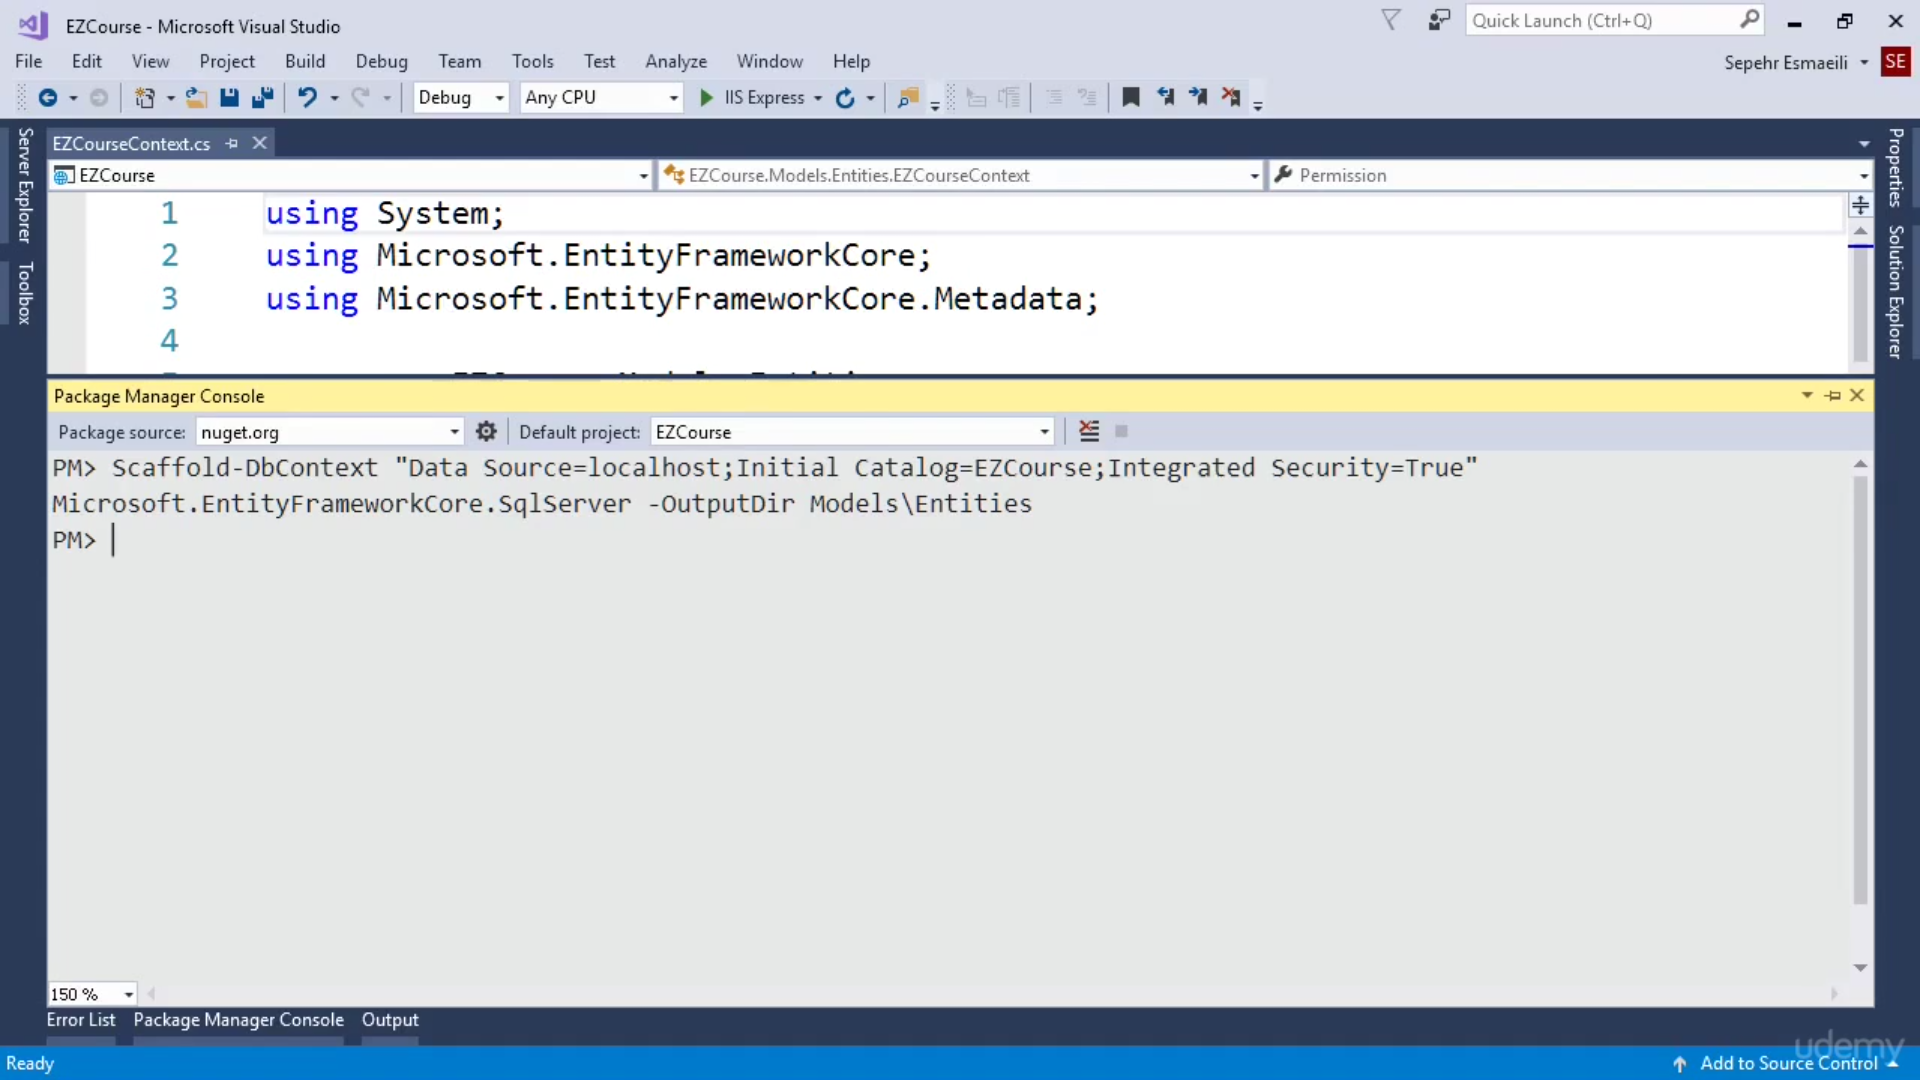 EZCourse - Microsoft Visual Studio
Quick Launch (Ctrl+Q)
File Edit View Project Build Debug Team Tools Test Analyze Window Help
Sepehr Esmaeili SE
Debug Any CPU IIS Express
Server Explorer
Toolbox
EZCourseContext.cs
EZCourse EZCourse.Models.Entities.EZCourseContext Permission
1 using System;
2 using Microsoft.EntityFrameworkCore;
3 using Microsoft.EntityFrameworkCore.Metadata;
4
Properties
Solution Explorer
Package Manager Console
Package source: nuget.org Default project: EZCourse
PM> Scaffold-DbContext "Data Source=localhost;Initial Catalog=EZCourse;Integrated Security=True"
Microsoft.EntityFrameworkCore.SqlServer -OutputDir Models\Entities
PM>
150 %
Error List Package Manager Console Output
Ready
Add to Source Control
udemy